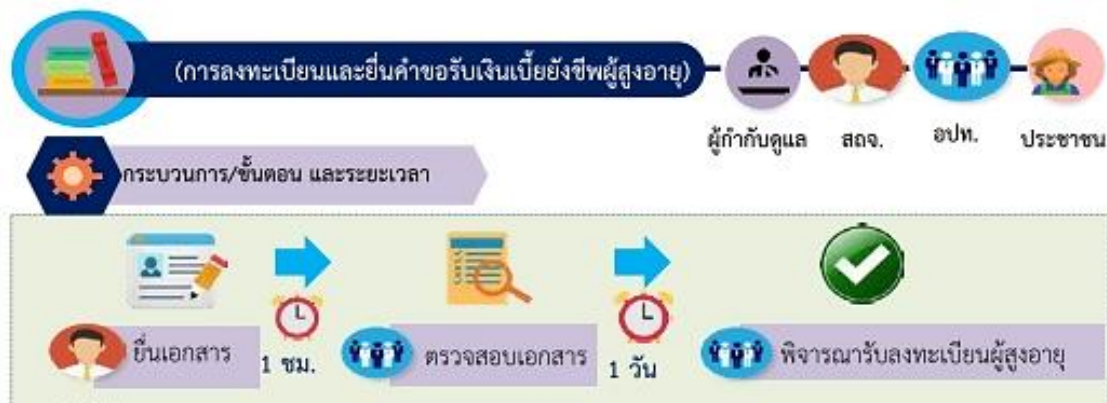 (การลงทะเบียนและยื่นคำขอรับเงินเบี้ยยังชีพผู้สูงอายุ)
ผู้กำกับดูแล สถจ. อปท. ประชาชน
กระบวนการ/ขั้นตอน และระยะเวลา
ยื่นเอกสาร 1 ชม. ตรวจสอบเอกสาร 1 วัน พิจารณารับลงทะเบียนผู้สูงอายุ